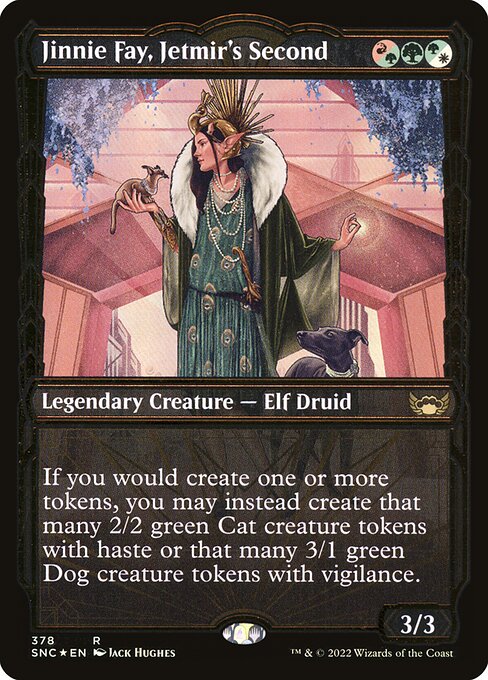 Jinnie Fay, Jetmir's Second
Legendary Creature — Elf Druid
If you would create one or more
tokens, you may instead create that
many 2/2 green Cat creature tokens
with haste or that many 3/1 green
Dog creature tokens with vigilance.
3/3
378 R
SNC ★ EN Jack Hughes
™ & © 2022 Wizards of the Coast